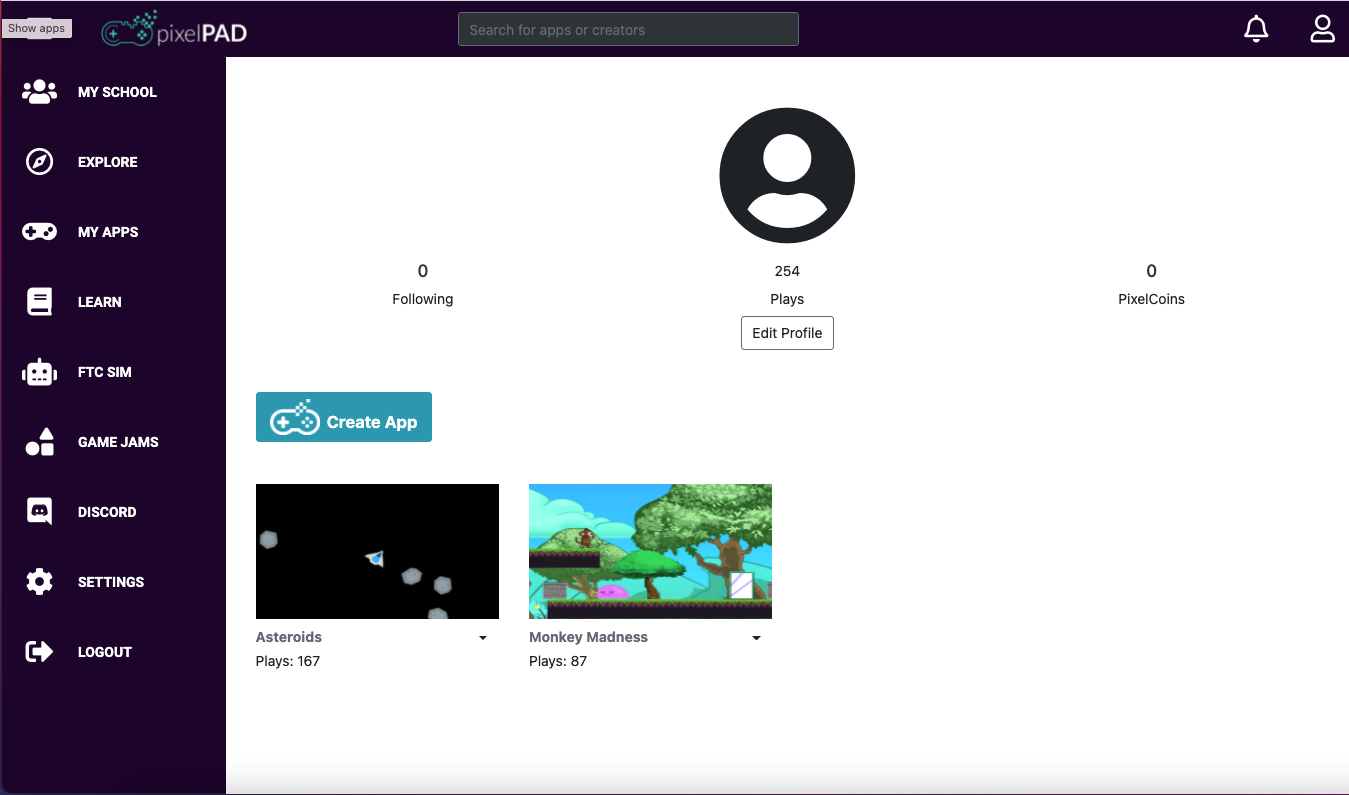 Show apps
pixelPAD
Search for apps or creators
MY SCHOOL
EXPLORE
MY APPS
LEARN
FTC SIM
GAME JAMS
DISCORD
SETTINGS
LOGOUT
0
Following
254
Plays
0
PixelCoins
Edit Profile
Create App
Asteroids
Plays: 167
Monkey Madness
Plays: 87